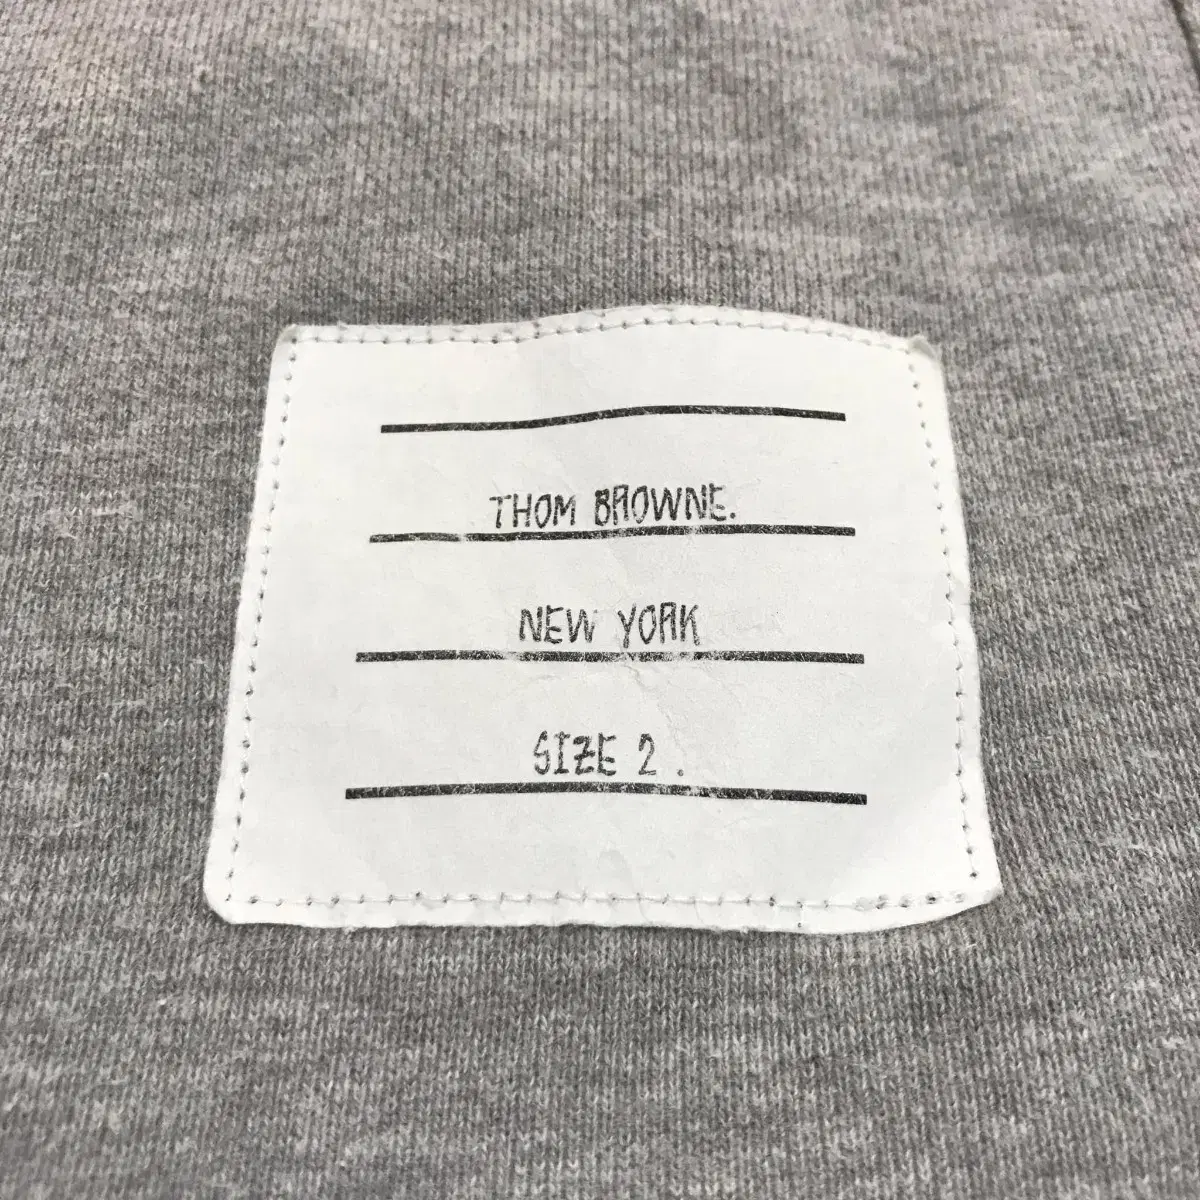 THOM BROWNE.
NEW YORK
SIZE 2 .